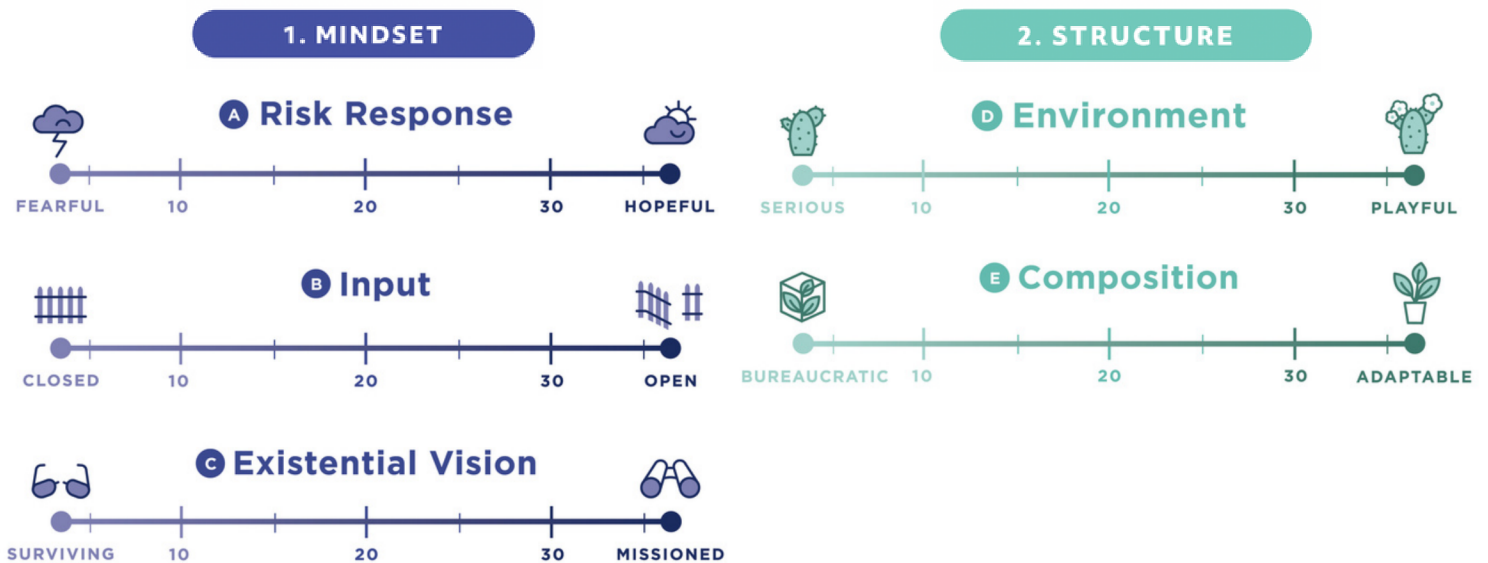 1. MINDSET
A Risk Response
FEARFUL 10 20 30 HOPEFUL
B Input
CLOSED 10 20 30 OPEN
C Existential Vision
SURVIVING 10 20 30 MISSIONED
2. STRUCTURE
D Environment
SERIOUS 10 20 30 PLAYFUL
E Composition
BUREAUCRATIC 10 20 30 ADAPTABLE